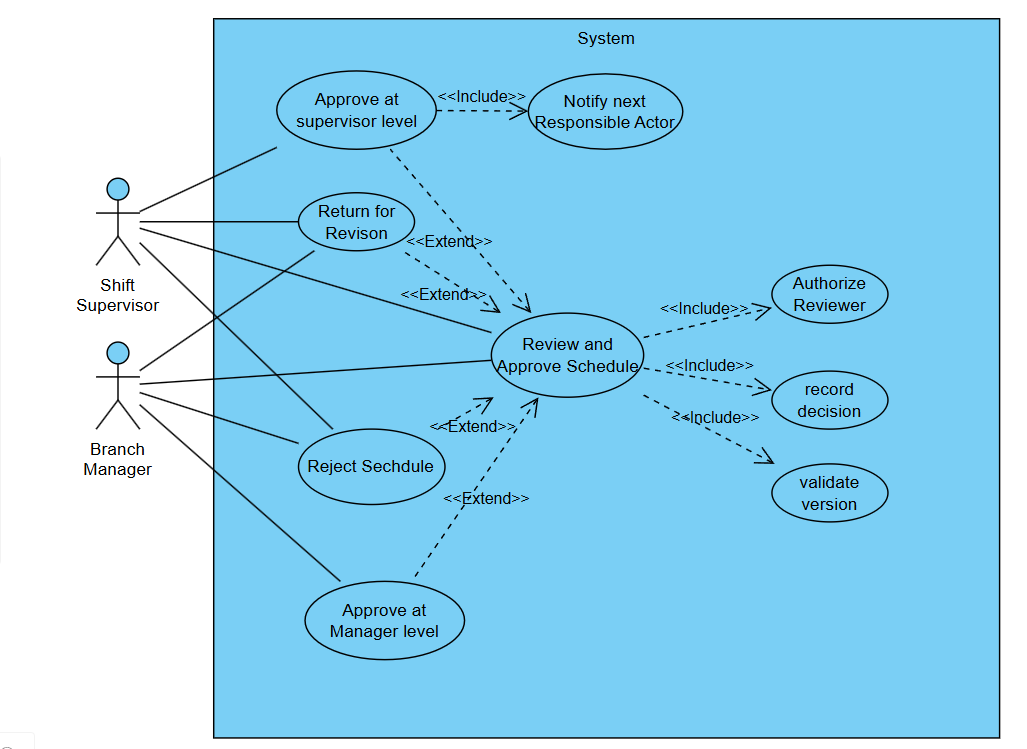 System
Approve at
supervisor level
<<Include>>
Notify next
Responsible Actor
Return for
Revison
<<Extend>>
<<Extend>>
Shift
Supervisor
Authorize
Reviewer
<<Include>>
Review and
Approve Schedule
<<Include>>
record
decision
<<Include>>
<<Extend>>
Branch
Manager
Reject Sechdule
validate
version
<<Extend>>
Approve at
Manager level